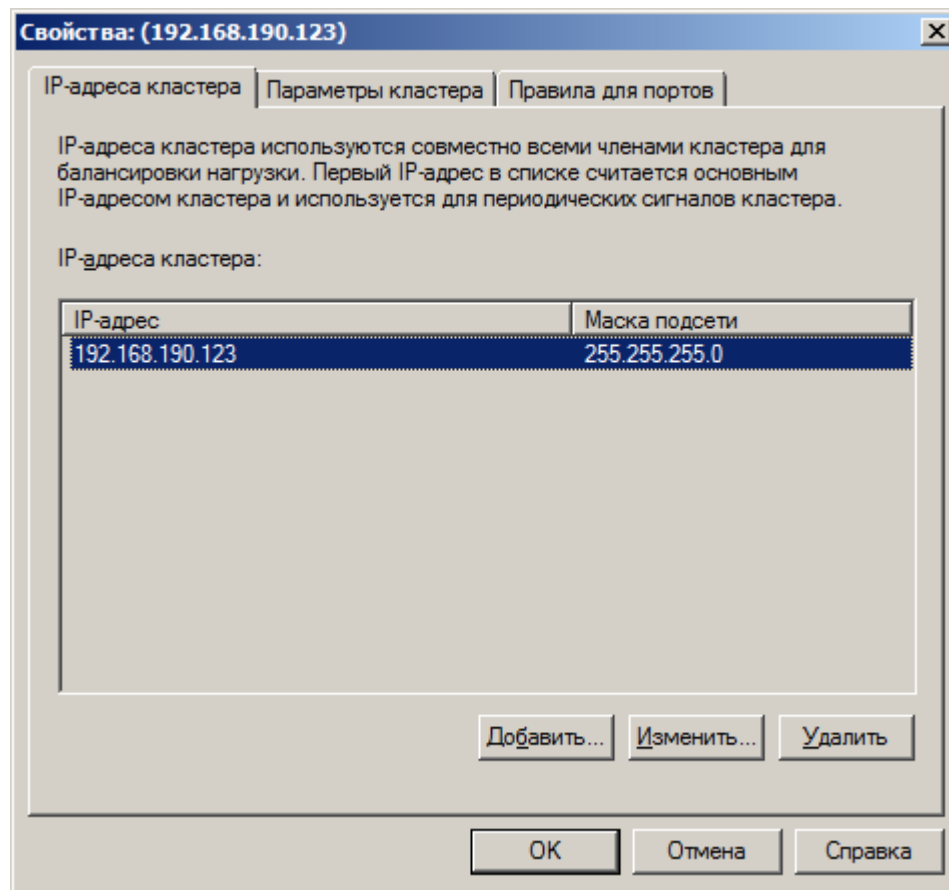 Свойства: (192.168.190.123)
IP-адреса кластера Параметры кластера Правила для портов
IP-адреса кластера используются совместно всеми членами кластера для
балансировки нагрузки. Первый IP-адрес в списке считается основным
IP-адресом кластера и используется для периодических сигналов кластера.
IP-адреса кластера:
IP-адрес Маска подсети
192.168.190.123 255.255.255.0
Добавить... Изменить... Удалить
OK Отмена Справка